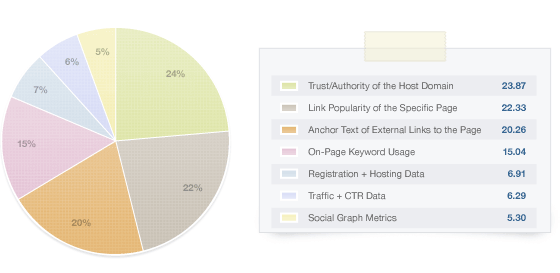 5%
24%
6%
7%
15%
22%
20%
Trust/Authority of the Host Domain 23.87
Link Popularity of the Specific Page 22.33
Anchor Text of External Links to the Page 20.26
On-Page Keyword Usage 15.04
Registration + Hosting Data 6.91
Traffic + CTR Data 6.29
Social Graph Metrics 5.30